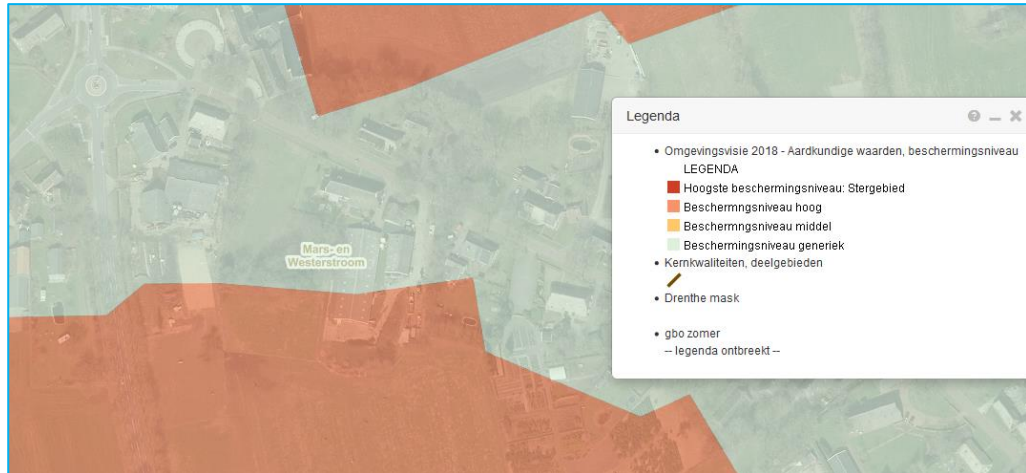 Mars- en
Westerstroom
Legenda
Omgevingsvisie 2018 - Aardkundige waarden, beschermingsniveau
LEGENDA
Hoogste beschermingsniveau: Stergebied
Beschermngsniveau hoog
Beschermngsniveau middel
Beschermingsniveau generiek
Kernkwaliteiten, deelgebieden
Drenthe mask
gbo zomer
-- legenda ontbreekt --